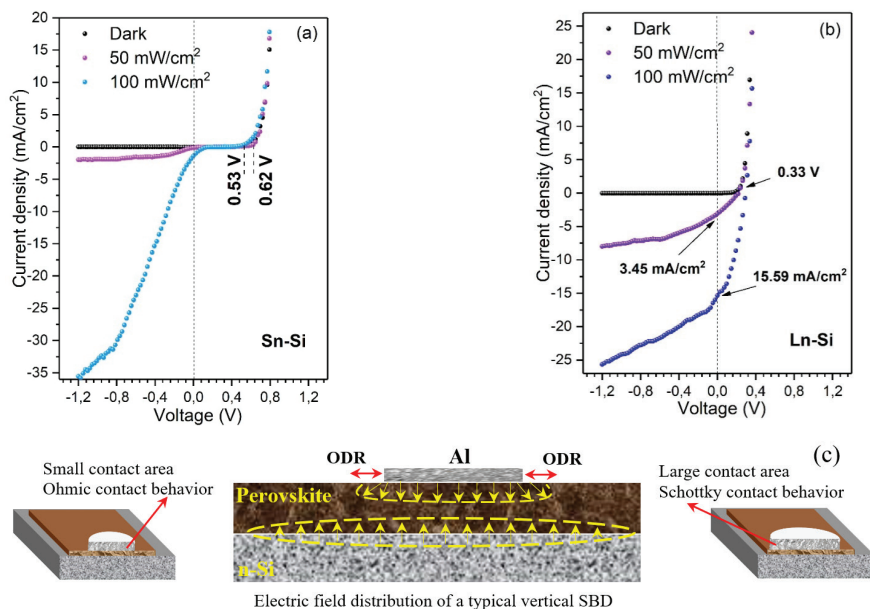 (a)
Dark
50 mW/cm²
100 mW/cm²
20
15
10
5
0
-5
-10
-15
-20
-25
-30
-35
Current density (mA/cm²)
0.53 V
0.62 V
Sn-Si
-1,2 -0,8 -0,4 0,0 0,4 0,8 1,2
Voltage (V)
(b)
Dark
50 mW/cm²
100 mW/cm²
25
20
15
10
5
0
-5
-10
-15
-20
-25
Current density (mA/cm²)
0.33 V
3.45 mA/cm²
15.59 mA/cm²
Ln-Si
-1,2 -0,8 -0,4 0,0 0,4 0,8 1,2
Voltage (V)
(c)
Small contact area
Ohmic contact behavior
ODR Al ODR
Perovskite
n-Si
Large contact area
Schottky contact behavior
Electric field distribution of a typical vertical SBD